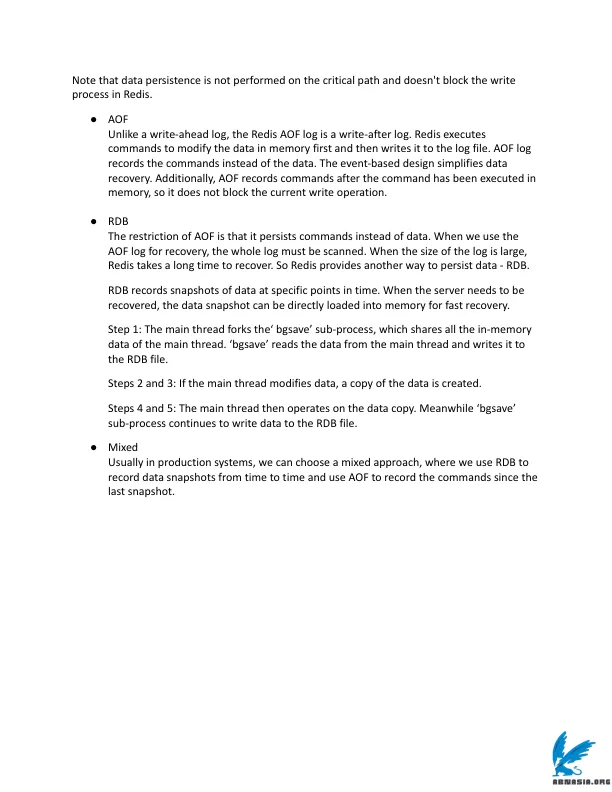 Note that data persistence is not performed on the critical path and doesn't block the write
process in Redis.
● AOF
Unlike a write-ahead log, the Redis AOF log is a write-after log. Redis executes
commands to modify the data in memory first and then writes it to the log file. AOF log
records the commands instead of the data. The event-based design simplifies data
recovery. Additionally, AOF records commands after the command has been executed in
memory, so it does not block the current write operation.
● RDB
The restriction of AOF is that it persists commands instead of data. When we use the
AOF log for recovery, the whole log must be scanned. When the size of the log is large,
Redis takes a long time to recover. So Redis provides another way to persist data - RDB.
RDB records snapshots of data at specific points in time. When the server needs to be
recovered, the data snapshot can be directly loaded into memory for fast recovery.
Step 1: The main thread forks the‘ bgsave’ sub-process, which shares all the in-memory
data of the main thread. ‘bgsave’ reads the data from the main thread and writes it to
the RDB file.
Steps 2 and 3: If the main thread modifies data, a copy of the data is created.
Steps 4 and 5: The main thread then operates on the data copy. Meanwhile ‘bgsave’
sub-process continues to write data to the RDB file.
● Mixed
Usually in production systems, we can choose a mixed approach, where we use RDB to
record data snapshots from time to time and use AOF to record the commands since the
last snapshot.
ABNASIA.ORG